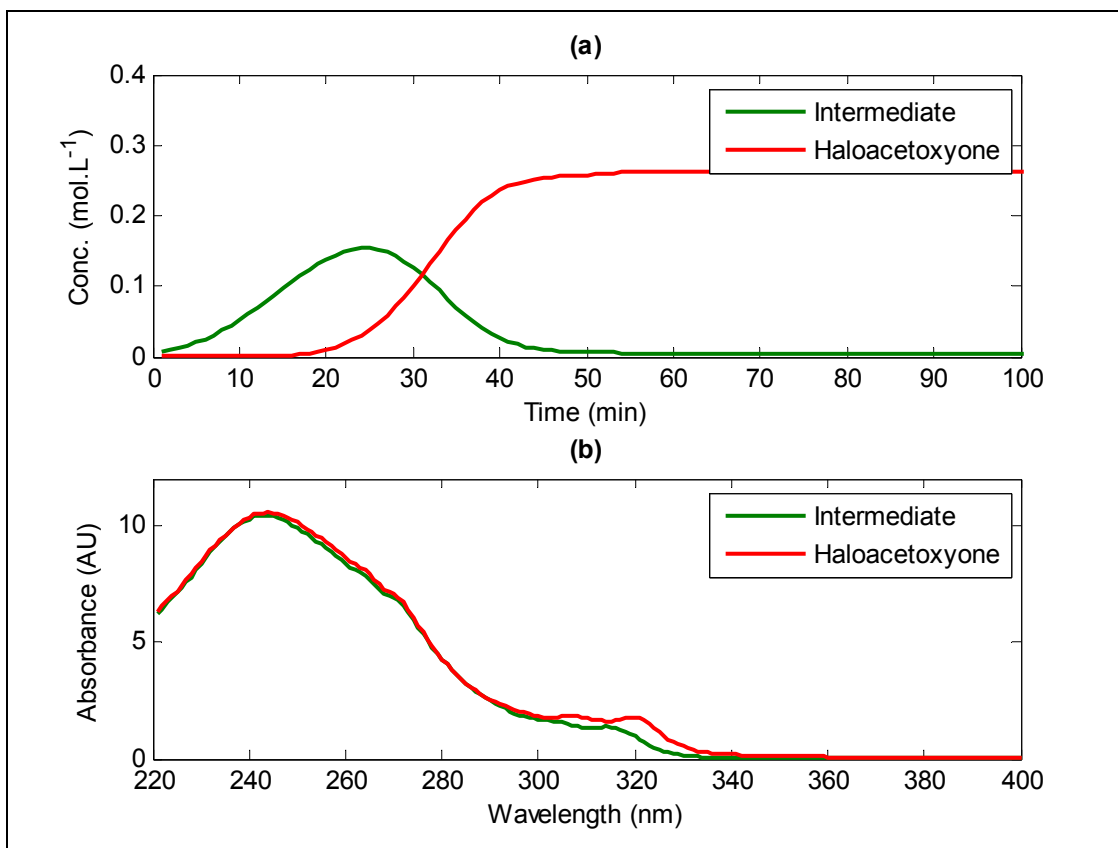 (a)
Conc. (mol.L-1)
0.4
0.3
0.2
0.1
0
Intermediate
Haloacetoxyone
0 10 20 30 40 50 60 70 80 90 100
Time (min)
(b)
Absorbance (AU)
10
5
0
Intermediate
Haloacetoxyone
220 240 260 280 300 320 340 360 380 400
Wavelength (nm)